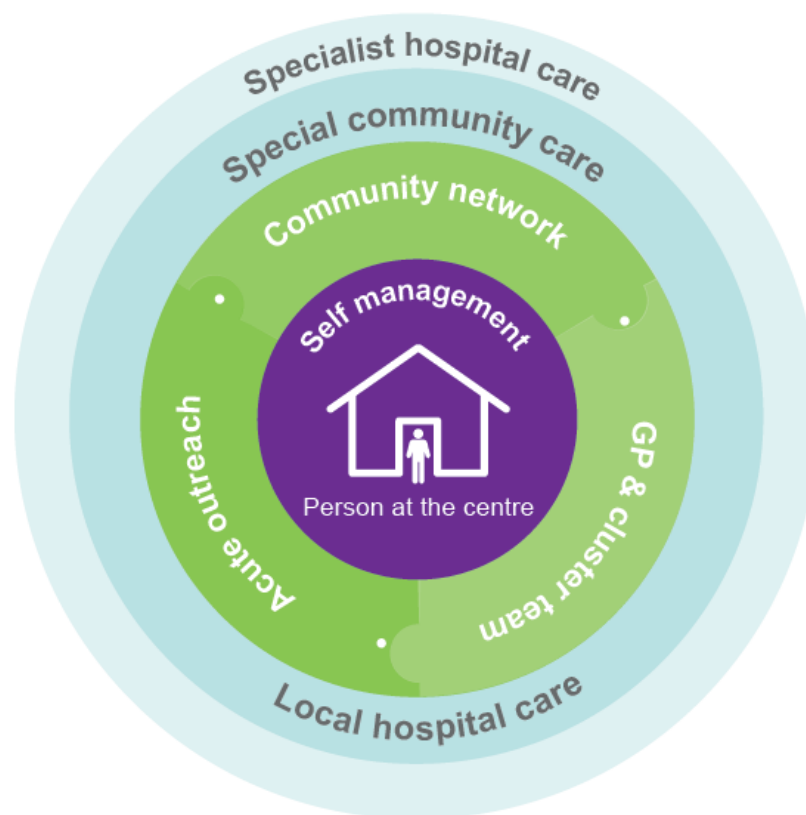 Specialist hospital care
Special community care
Community network
Self management
Person at the centre
Acute outreach
GP & cluster team
Local hospital care